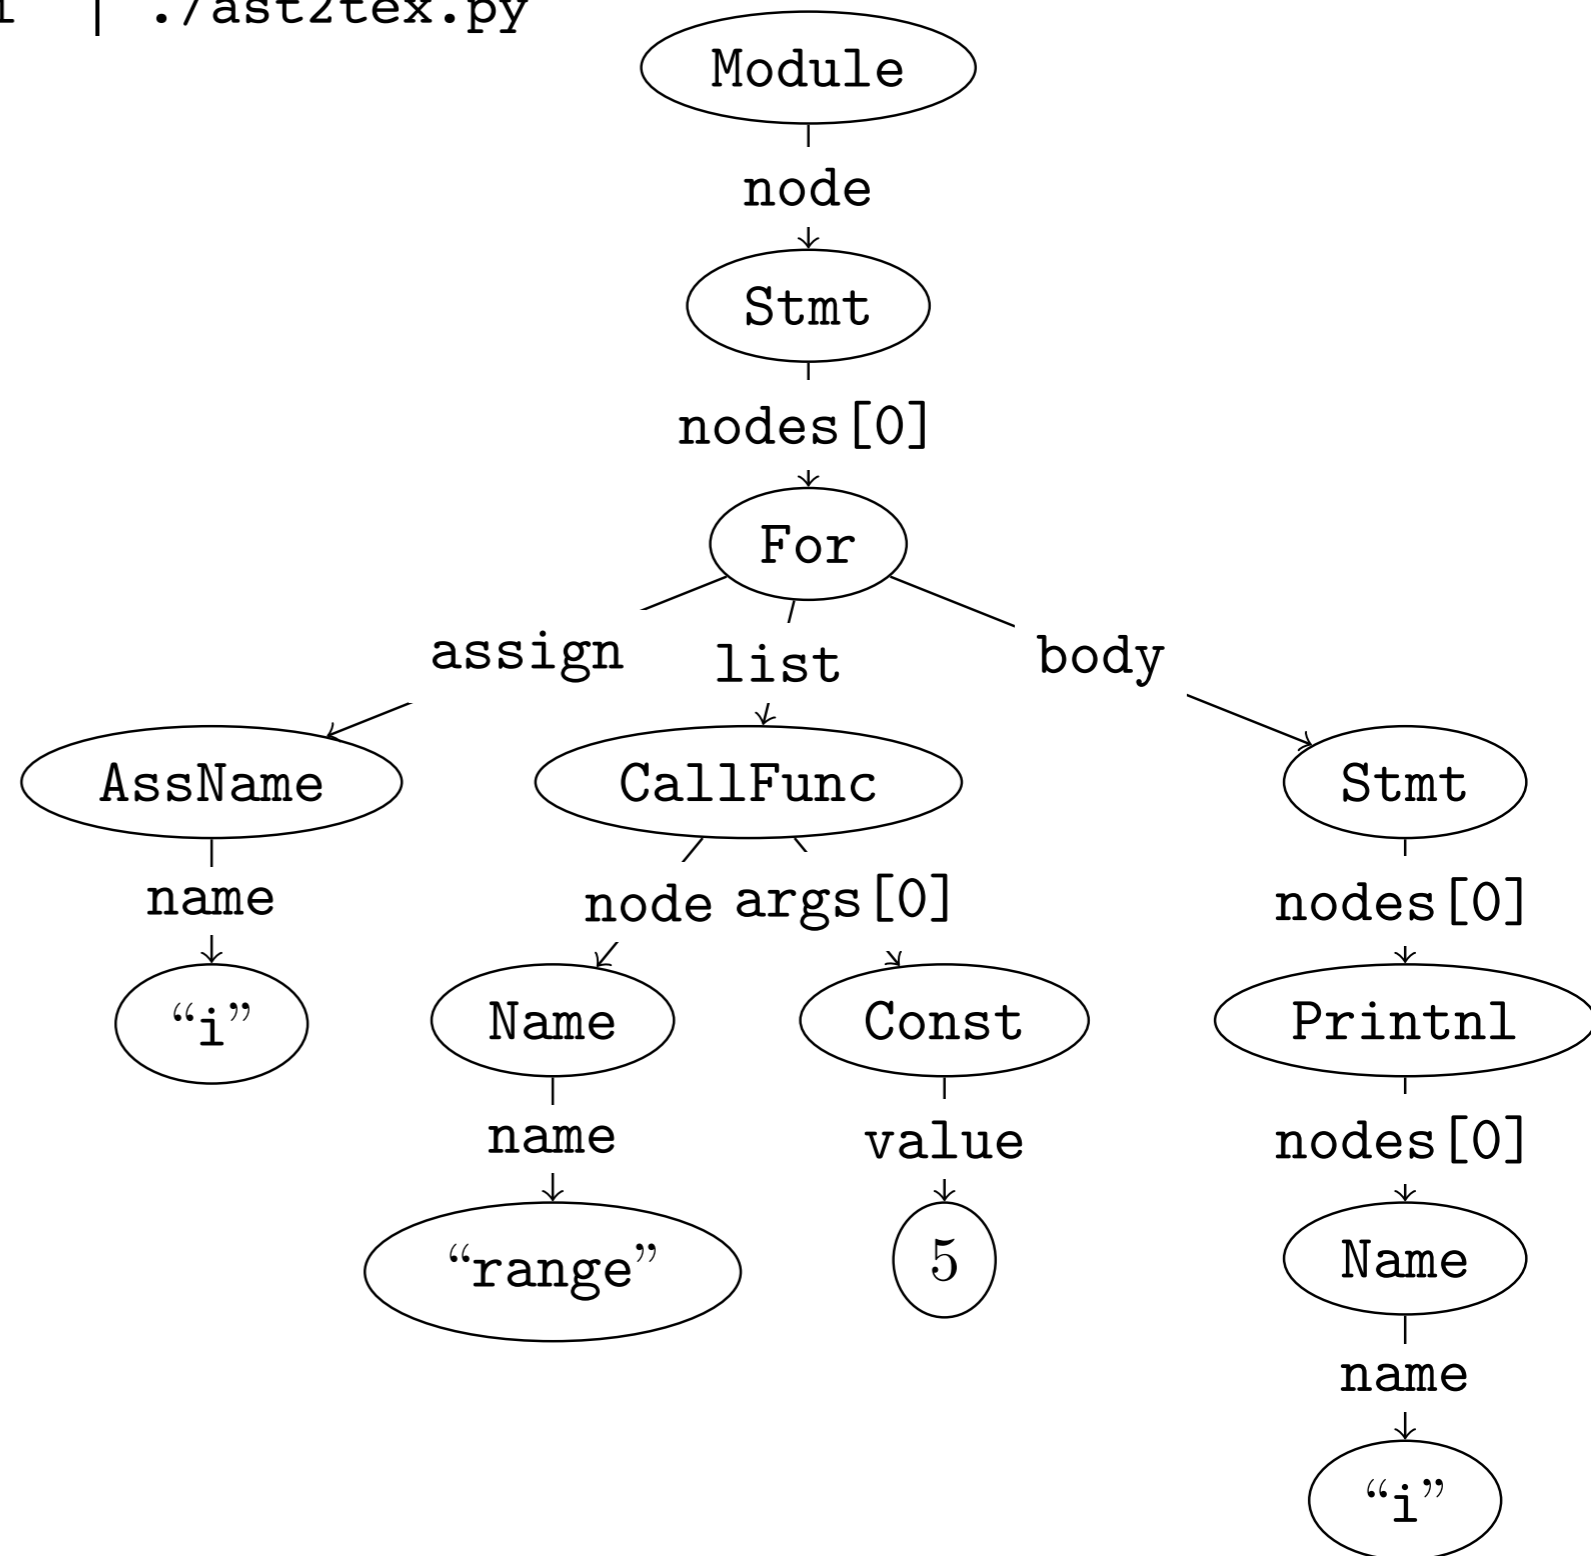 i | ./ast2tex.py
Module
node
Stmt
nodes[0]
For
assign list body
AssName CallFunc Stmt
name node args[0] nodes[0]
“i” Name Const Printnl
name value nodes[0]
“range” 5 Name
name
“i”